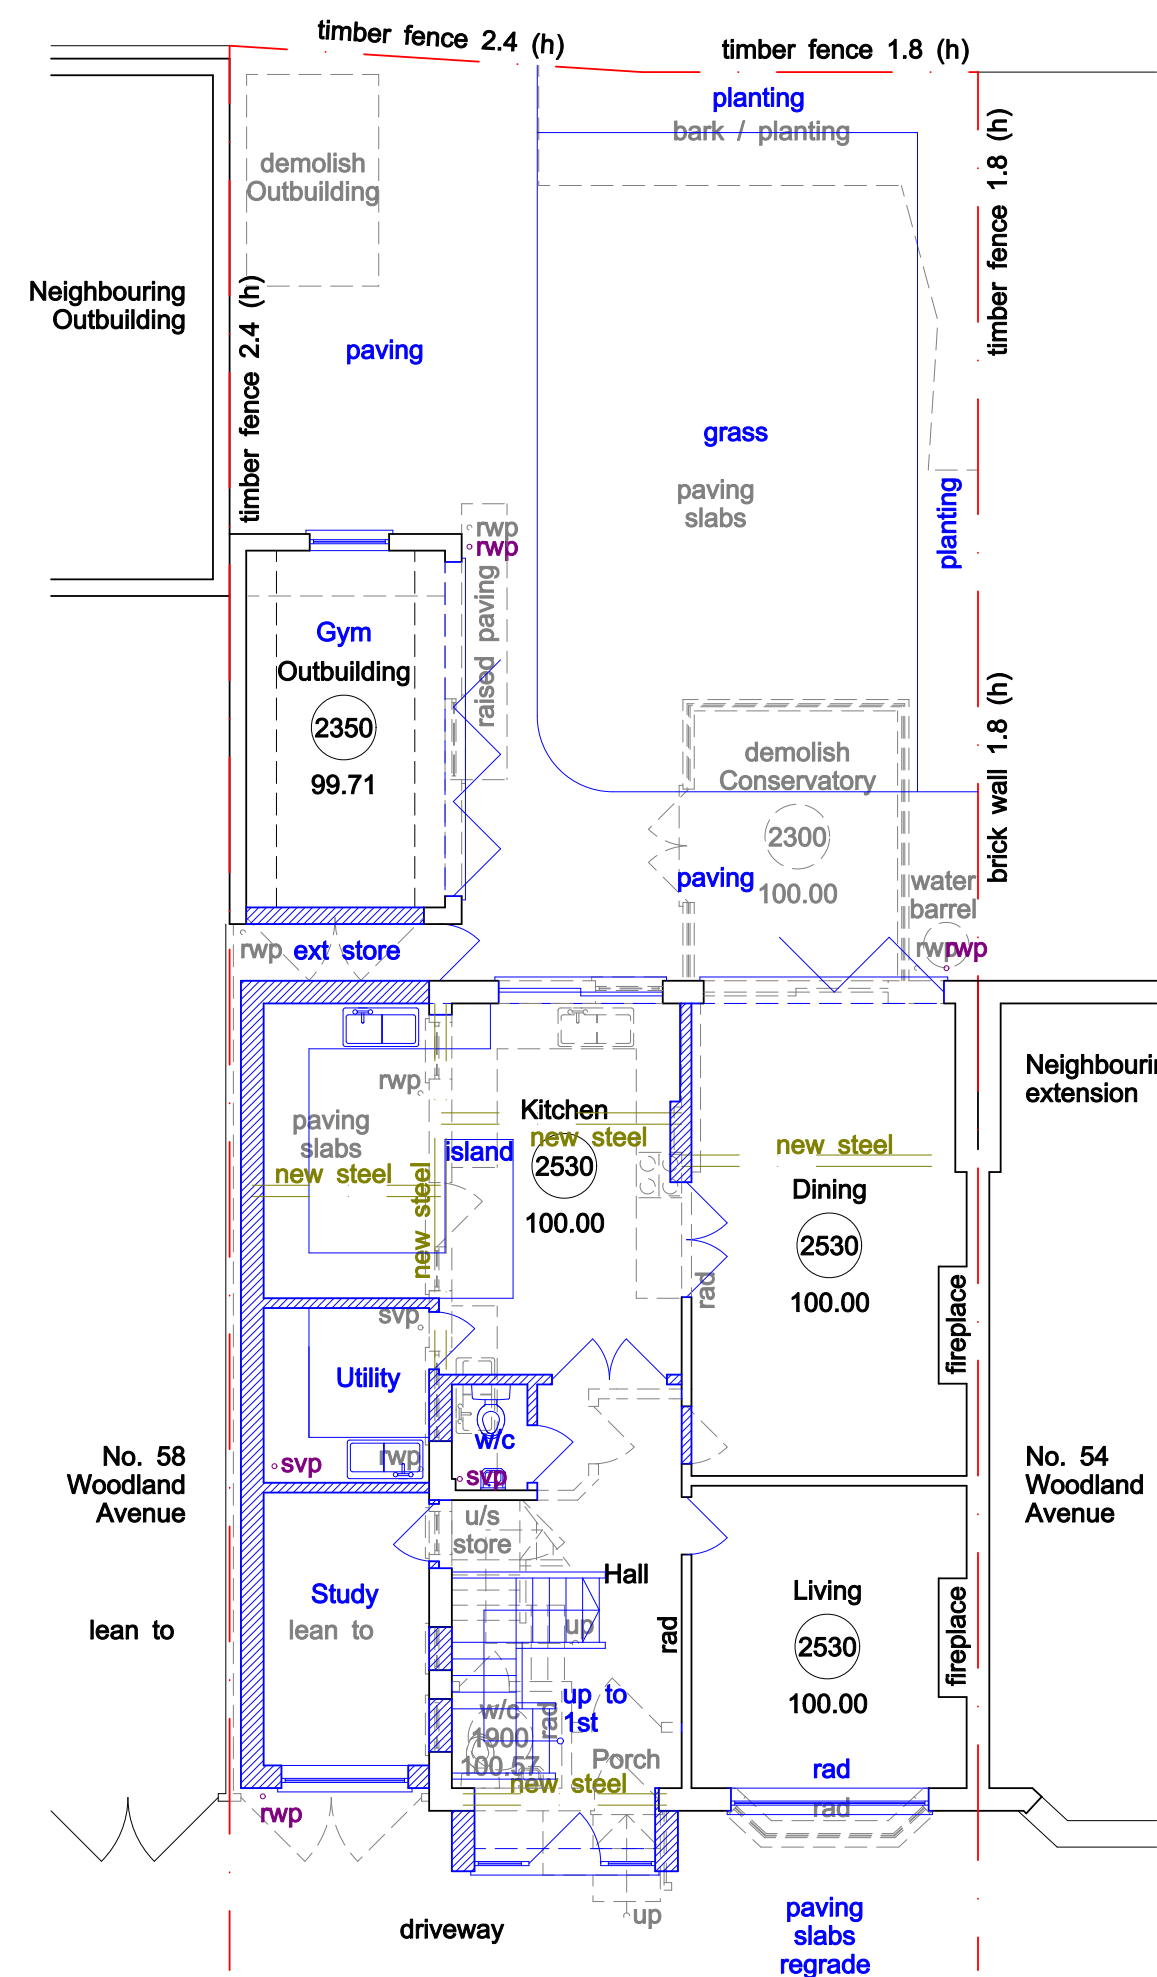 timber fence 2.4 (h)
timber fence 1.8 (h)
planting
bark / planting
timber fence 1.8 (h)
demolish
Outbuilding
Neighbouring
Outbuilding
timber fence 2.4 (h)
paving
grass
paving
slabs
planting
rwp
rwp
raised paving
Gym
Outbuilding
2350
99.71
brick wall 1.8 (h)
demolish
Conservatory
2300
100.00
paving
water
barrel
rwp
rwp
rwp
ext store
Neighbourin
extension
rwp
paving
slabs
new steel
new steel
Kitchen
new steel
island
2530
100.00
new steel
Dining
2530
100.00
rad
fireplace
svp
Utility
rwp
svp
w/c
svp
No. 58
Woodland
Avenue
No. 54
Woodland
Avenue
u/s
store
Hall
Study
lean to
lean to
up
rad
Living
2530
100.00
fireplace
up to
1st
w/c
1900
100.57
rad
Porch
new steel
rad
rad
rwp
up
driveway
paving
slabs
regrade